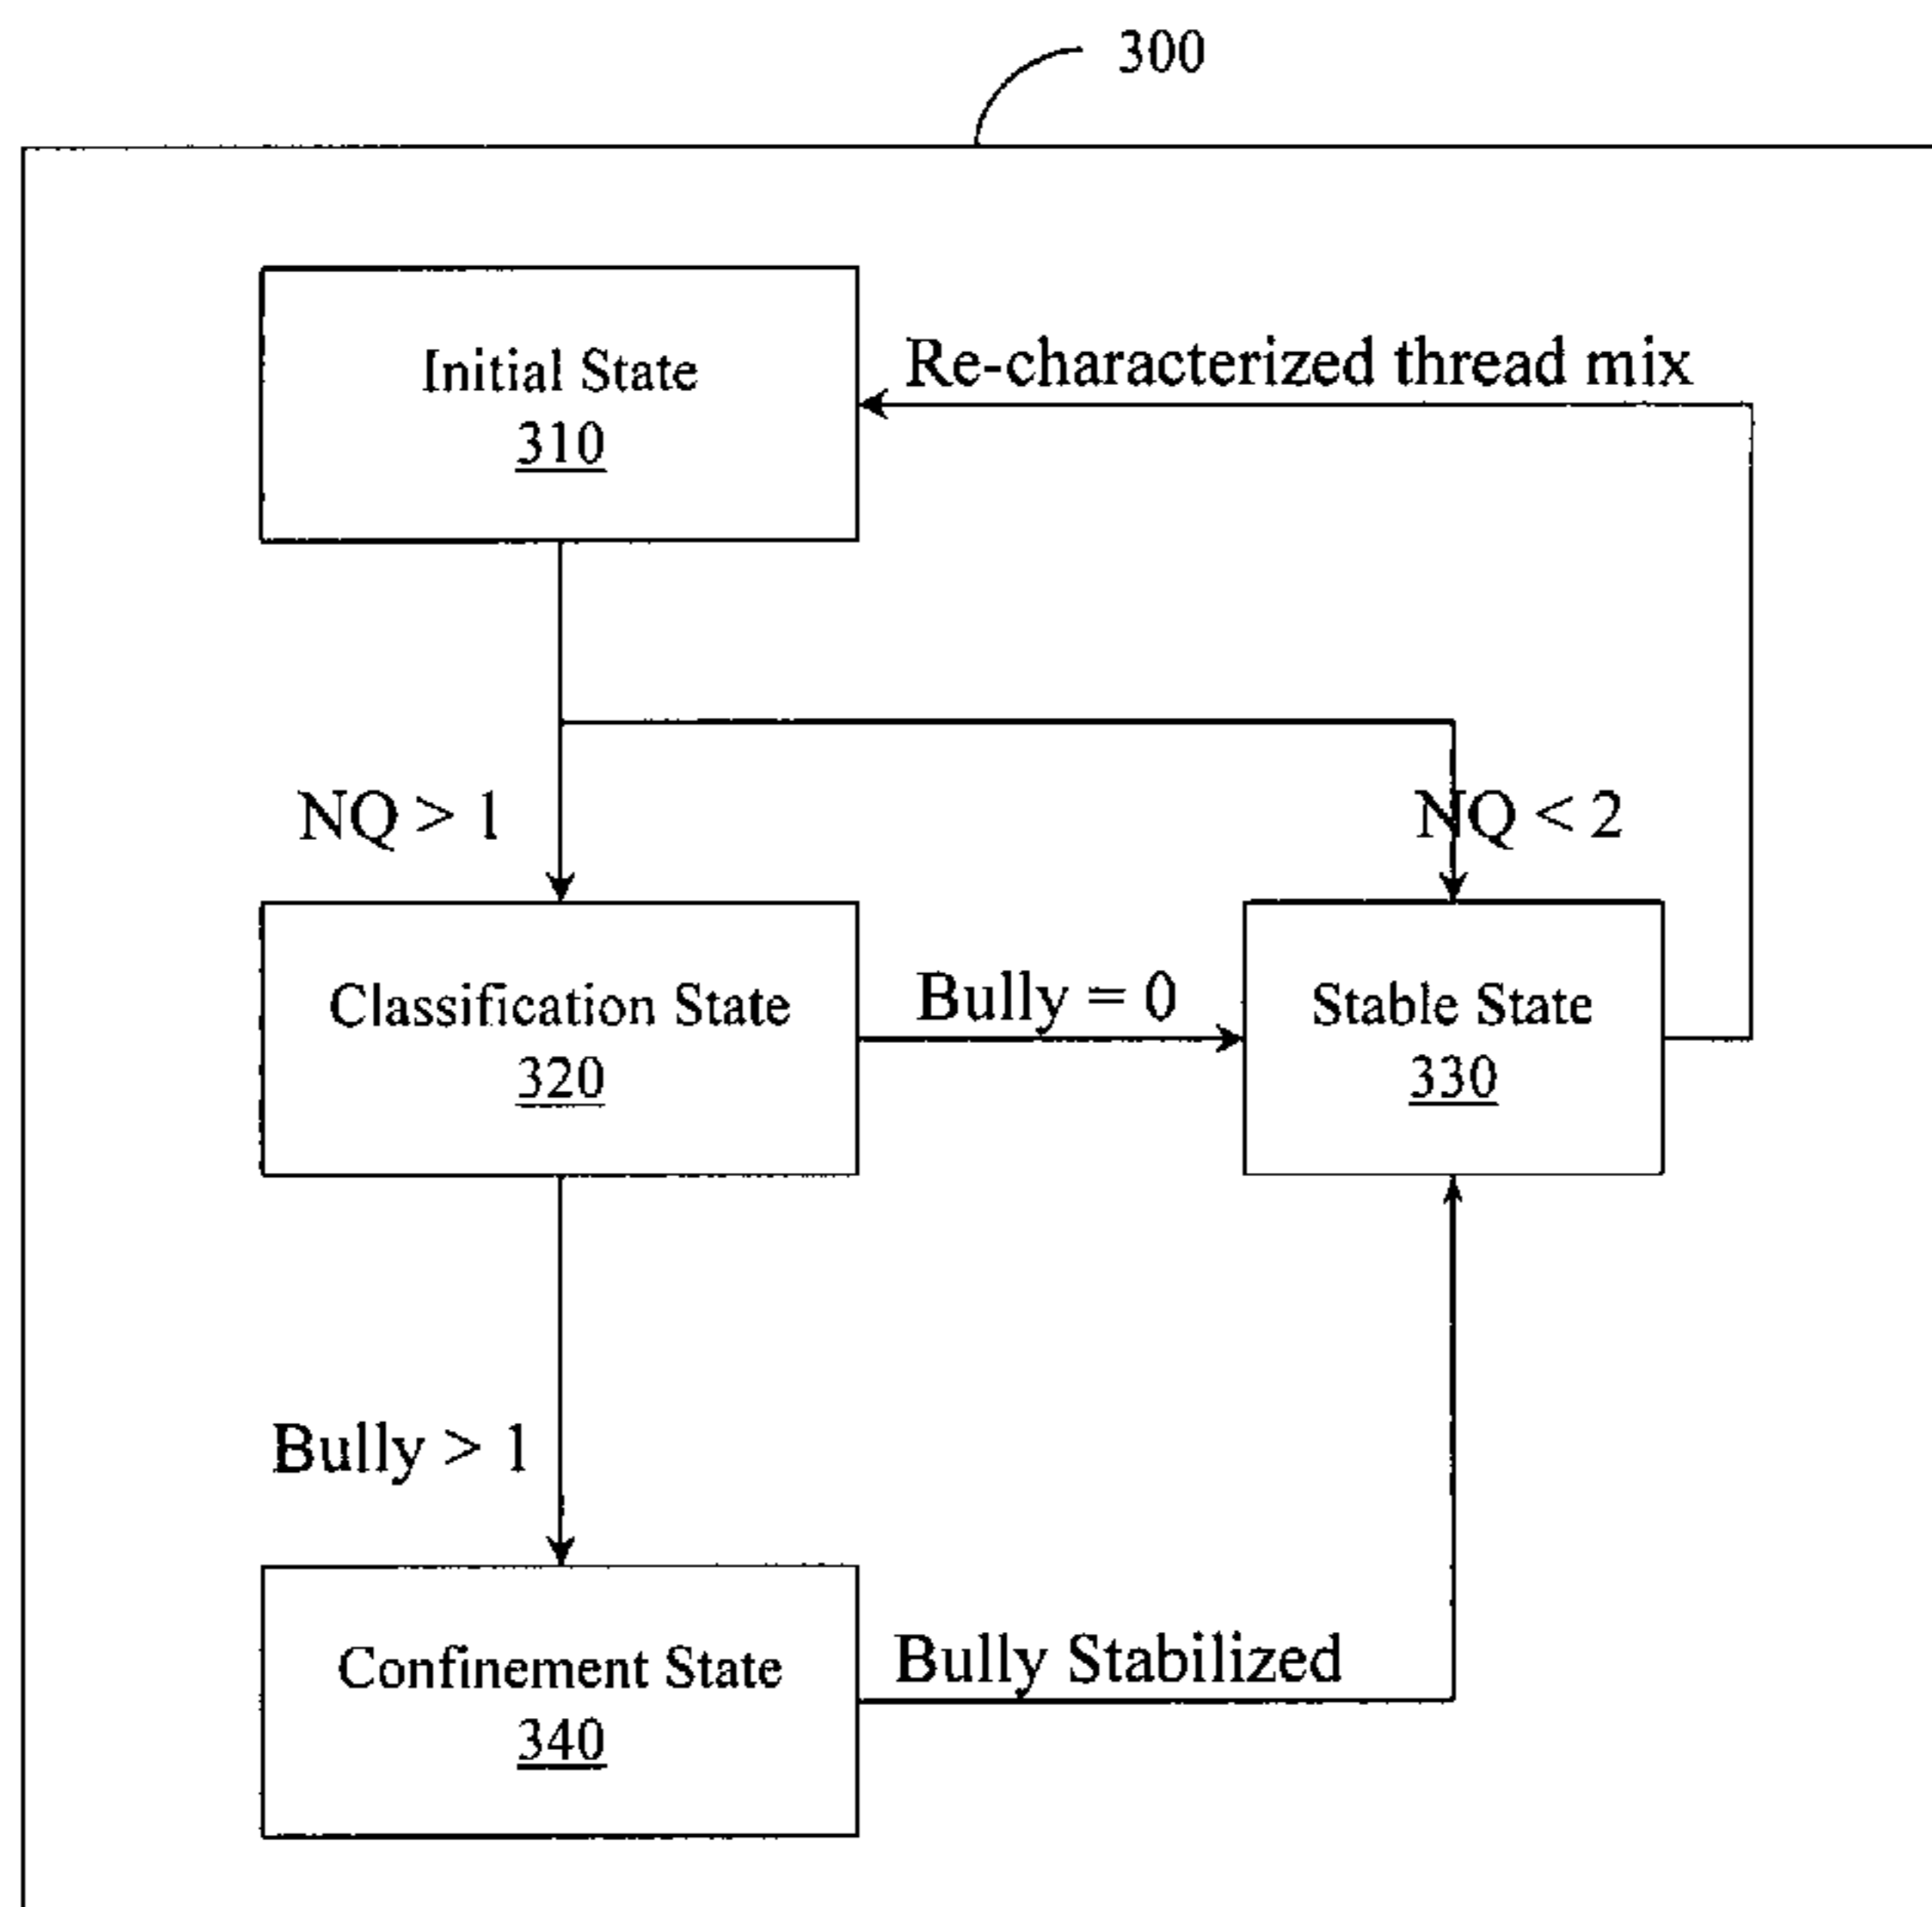 300
Initial State
310
Re-characterized thread mix
NQ > 1
NQ < 2
Classification State
320
Bully = 0
Stable State
330
Bully > 1
Confinement State
340
Bully Stabilized